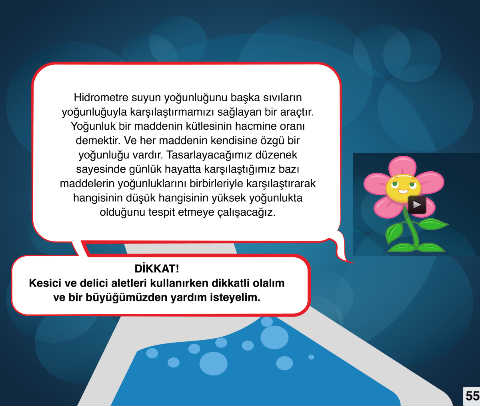 Hidrometre suyun yoğunluğunu başka sıvıların
yoğunluğuyla karşılaştırmamızı sağlayan bir araçtır.
Yoğunluk bir maddenin kütlesinin hacmine oranı
demektir. Ve her maddenin kendisine özgü bir
yoğunluğu vardır. Tasarlayacağımız düzenek
sayesinde günlük hayatta karşılaştığımız bazı
maddelerin yoğunluklarını birbirleriyle karşılaştırarak
hangisinin düşük hangisinin yüksek yoğunlukta
olduğunu tespit etmeye çalışacağız.
DİKKAT!
Kesici ve delici aletleri kullanırken dikkatli olalım
ve bir büyüğümüzden yardım isteyelim.
55